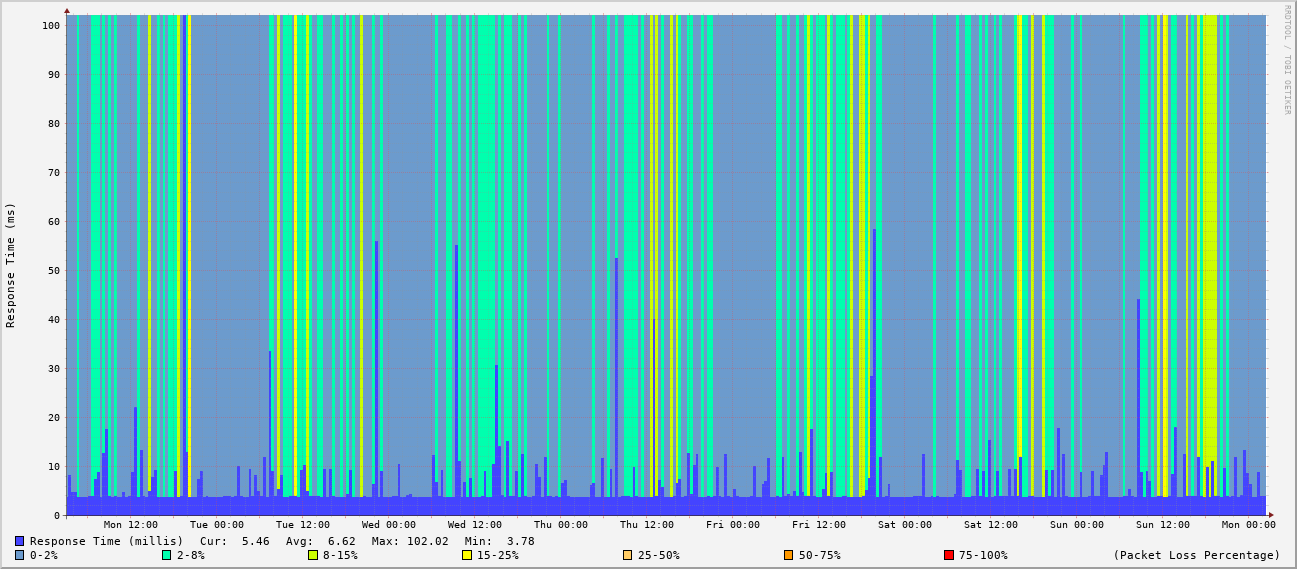 RRDTOOL / TOBI OETIKER
Response Time (ms)
100
90
80
70
60
50
40
30
20
10
0
Mon 12:00 Tue 00:00 Tue 12:00 Wed 00:00 Wed 12:00 Thu 00:00 Thu 12:00 Fri 00:00 Fri 12:00 Sat 00:00 Sat 12:00 Sun 00:00 Sun 12:00 Mon 00:00
Response Time (millis) Cur: 5.46 Avg: 6.62 Max: 102.02 Min: 3.78
0-2% 2-8% 8-15% 15-25% 25-50% 50-75% 75-100% (Packet Loss Percentage)